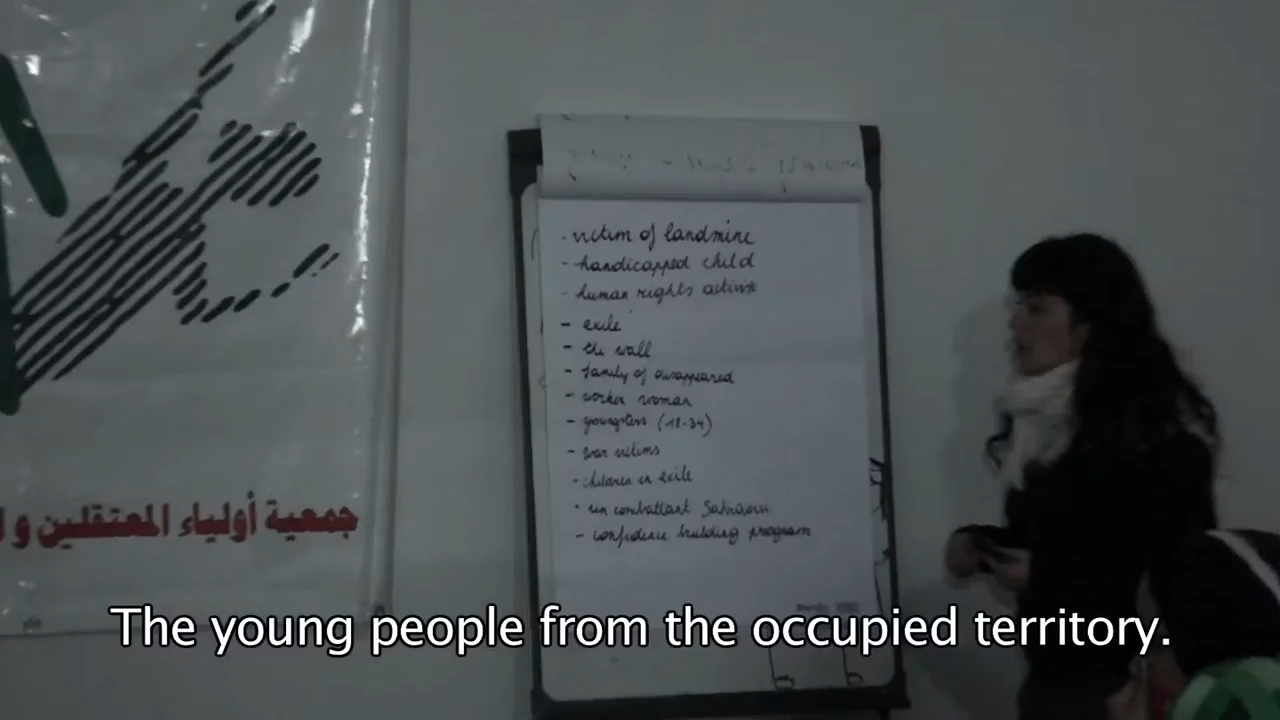 - victim of landmine
- handicapped child
- human rights activist
- exile
- the wall
- family of disappeared
- worker woman
- youngsters (18-34)
- war victims
- children in exile
- un combattant Sahraoui
- confidence building program
جمعية أولياء المعتقلين و
The young people from the occupied territory.